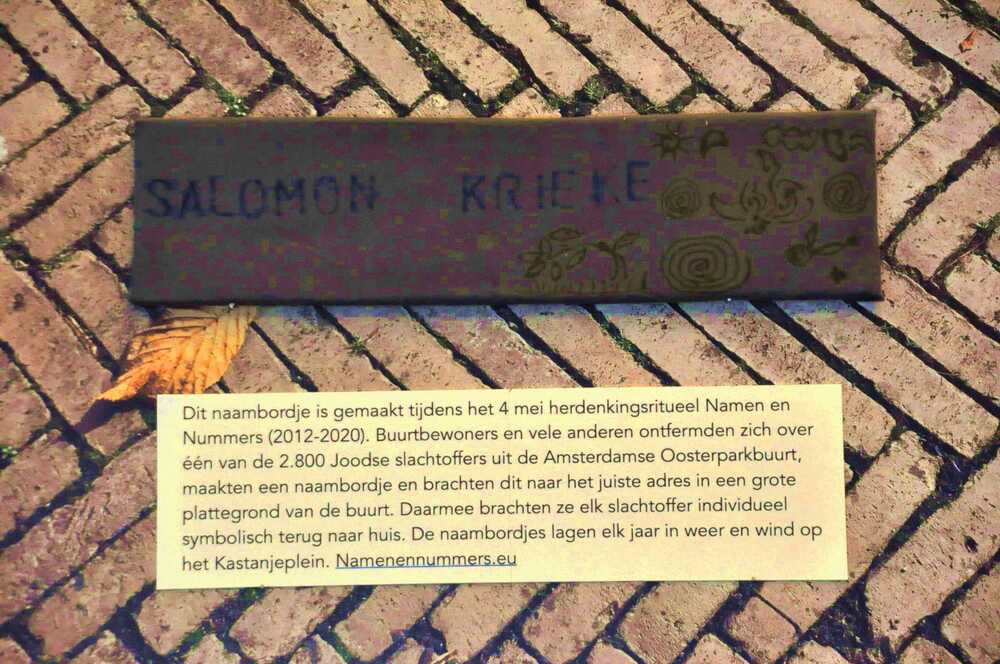 SALOMON KRIEKE
Dit naambordje is gemaakt tijdens het 4 mei herdenkingsritueel Namen en
Nummers (2012-2020). Buurtbewoners en vele anderen ontfermden zich over
één van de 2.800 Joodse slachtoffers uit de Amsterdamse Oosterparkbuurt,
maakten een naambordje en brachten dit naar het juiste adres in een grote
plattegrond van de buurt. Daarmee brachten ze elk slachtoffer individueel
symbolisch terug naar huis. De naambordjes lagen elk jaar in weer en wind op
het Kastanjeplein. Namenennummers.eu